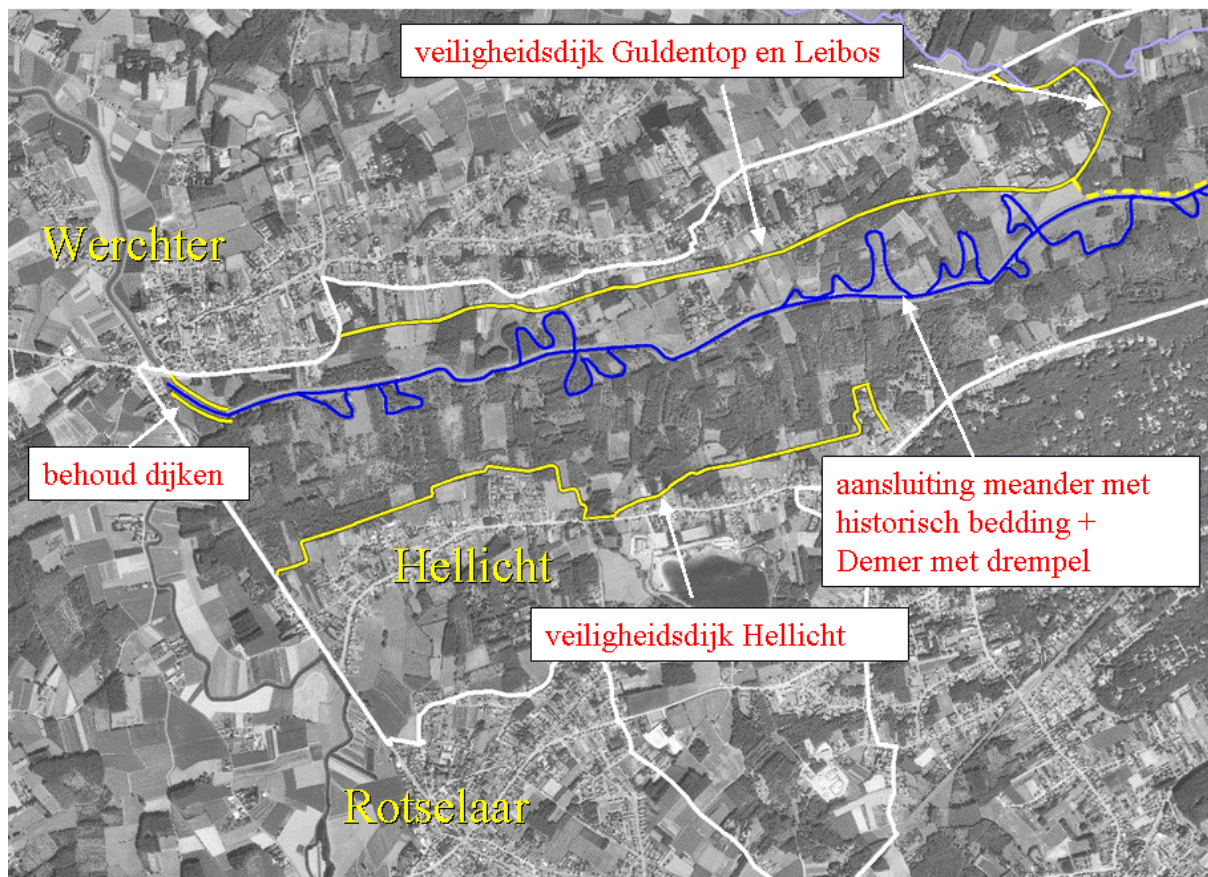 veiligheidsdijk Guldentop en Leibos
Werchter
behoud dijken
aansluiting meander met
historisch bedding +
Demer met drempel
Hellicht
veiligheidsdijk Hellicht
Rotselaar